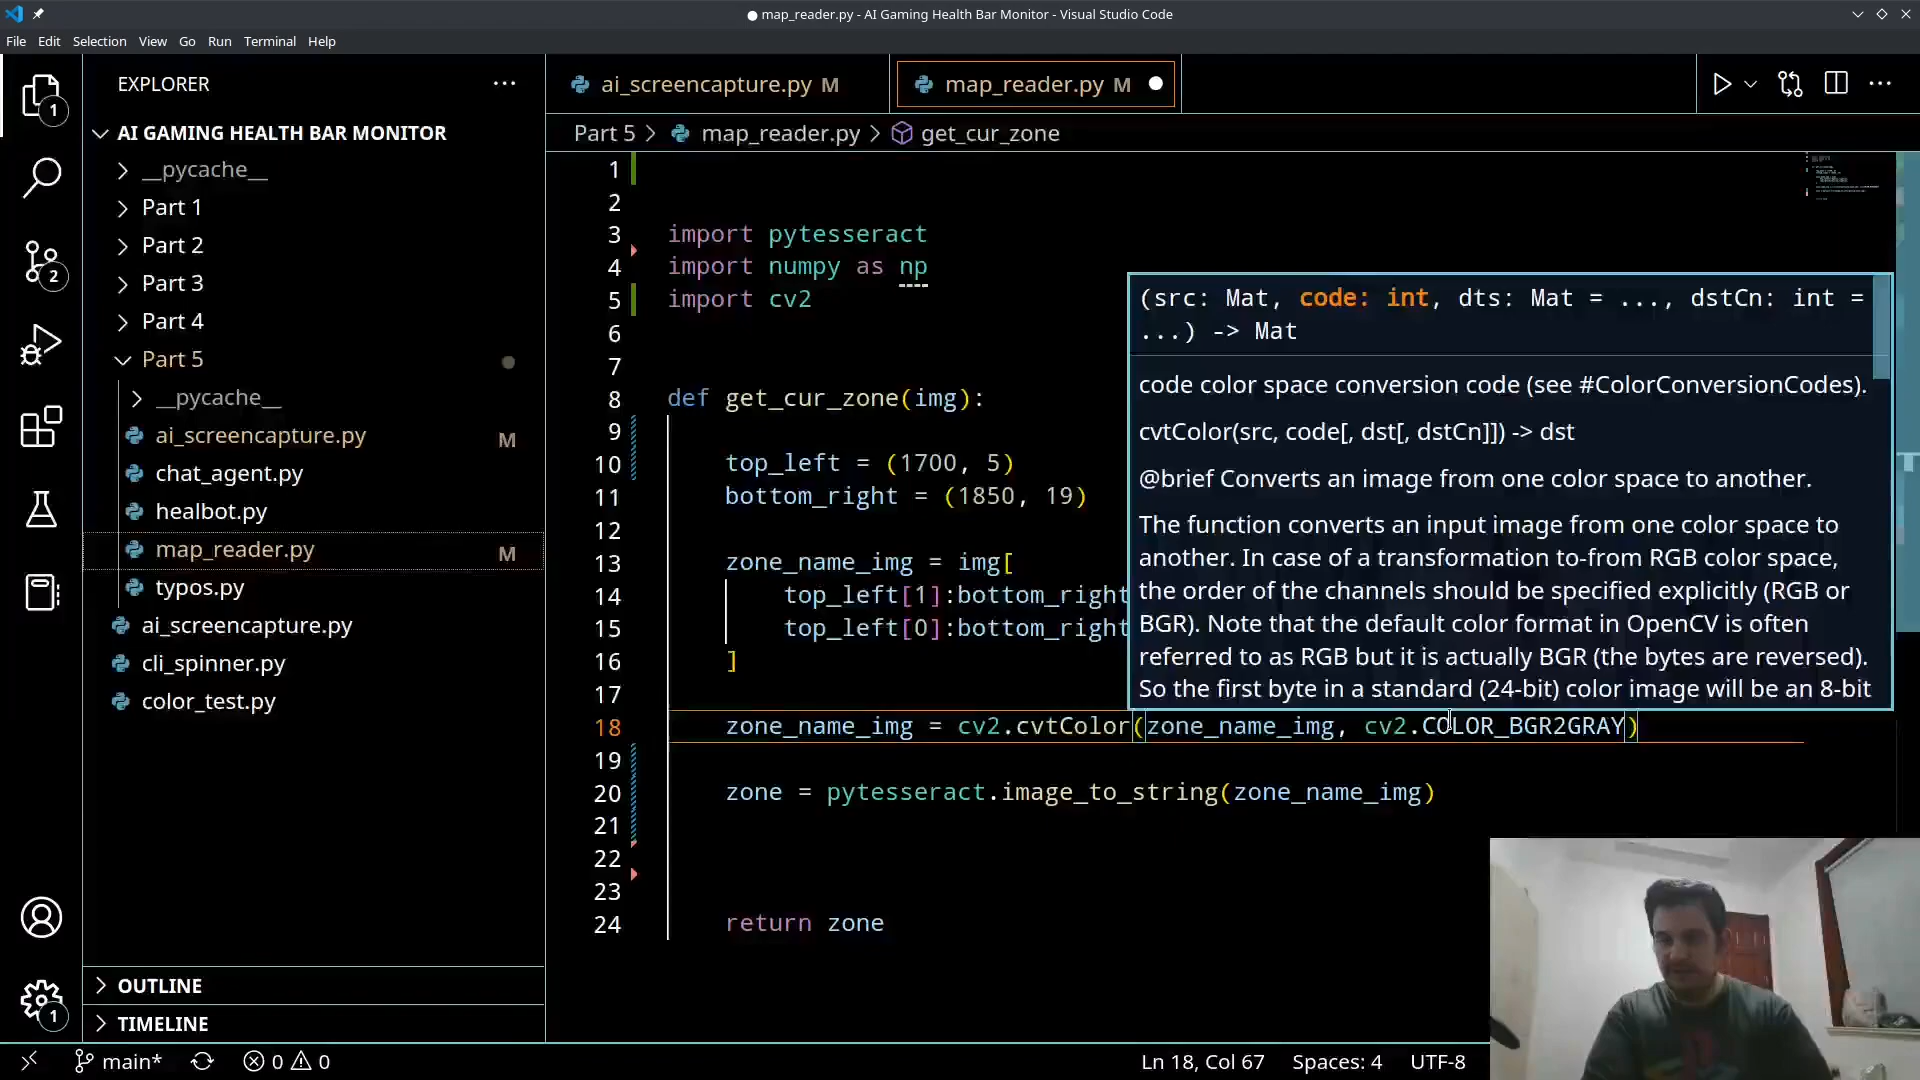 map_reader.py - AI Gaming Health Bar Monitor - Visual Studio Code
File Edit Selection View Go Run Terminal Help
EXPLORER
AI GAMING HEALTH BAR MONITOR
__pycache__
Part 1
Part 2
Part 3
Part 4
Part 5
__pycache__
ai_screencapture.py M
chat_agent.py
healbot.py
map_reader.py M
typos.py
ai_screencapture.py
cli_spinner.py
color_test.py
OUTLINE
TIMELINE
1
2
1
ai_screencapture.py M
map_reader.py M
Part 5 > map_reader.py > get_cur_zone
1
2
3 import pytesseract
4 import numpy as np
5 import cv2
6
7
8 def get_cur_zone(img):
9
10 top_left = (1700, 5)
11 bottom_right = (1850, 19)
12
13 zone_name_img = img[
14 top_left[1]:bottom_right
15 top_left[0]:bottom_right
16 ]
17
18 zone_name_img = cv2.cvtColor(zone_name_img, cv2.COLOR_BGR2GRAY)
19
20 zone = pytesseract.image_to_string(zone_name_img)
21
22
23
24 return zone
(src: Mat, code: int, dts: Mat = ..., dstCn: int =
...) -> Mat
code color space conversion code (see #ColorConversionCodes).
cvtColor(src, code[, dst[, dstCn]]) -> dst
@brief Converts an image from one color space to another.
The function converts an input image from one color space to
another. In case of a transformation to-from RGB color space,
the order of the channels should be specified explicitly (RGB or
BGR). Note that the default color format in OpenCV is often
referred to as RGB but it is actually BGR (the bytes are reversed).
So the first byte in a standard (24-bit) color image will be an 8-bit
main* 0 0
Ln 18, Col 67 Spaces: 4 UTF-8